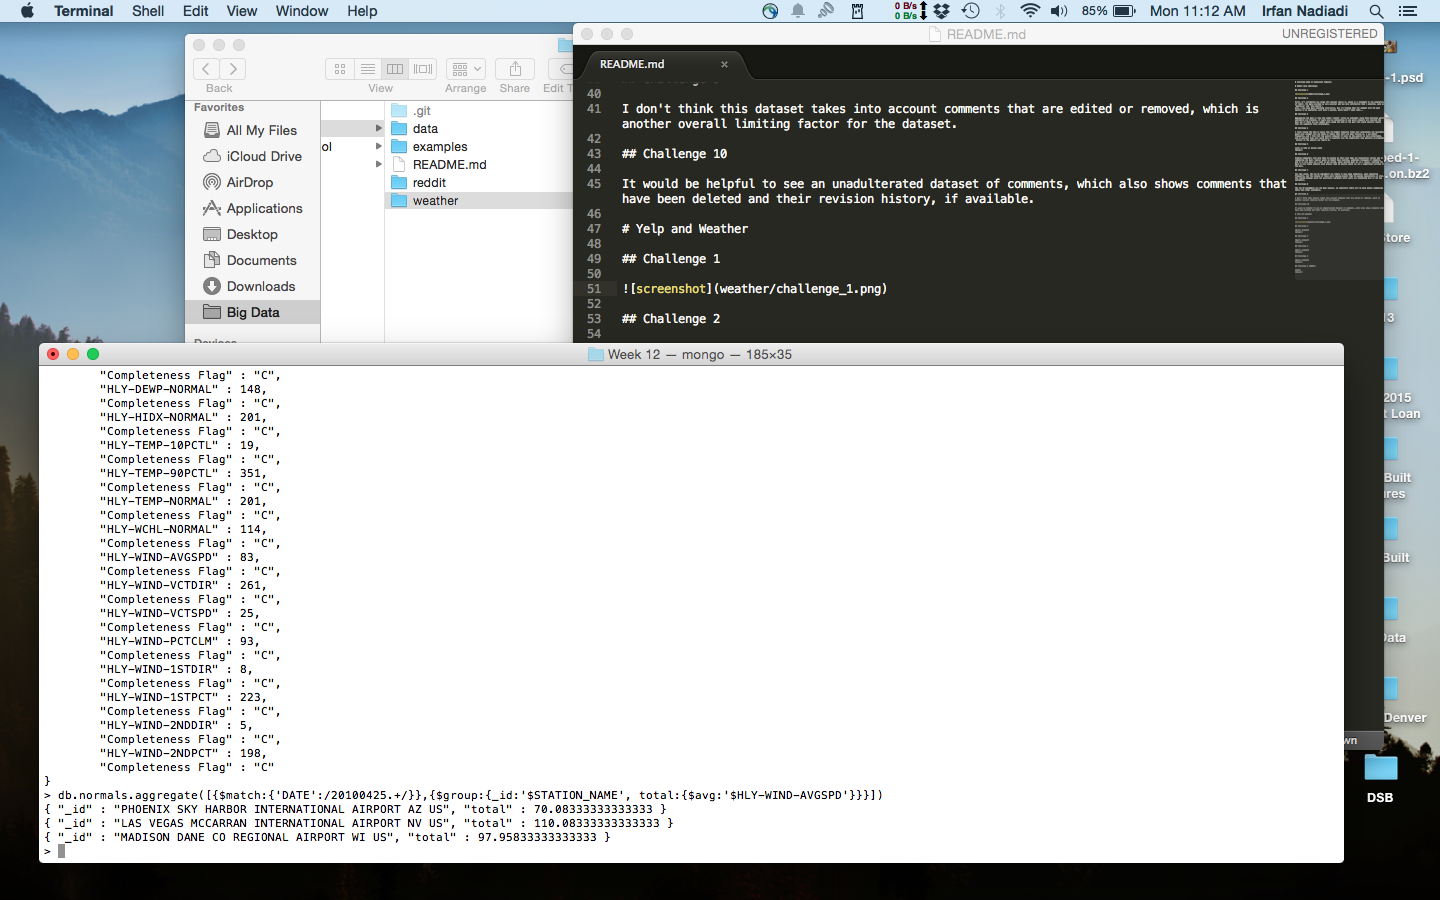 Terminal Shell Edit View Window Help
0 B/s
0 B/s
85% Mon 11:12 AM Irfan Nadiadi
README.md UNREGISTERED
Back View Arrange Share Edit T
Favorites
All My Files
iCloud Drive
AirDrop
Applications
Desktop
Documents
Downloads
Big Data
ol
.git
data
examples
README.md
reddit
weather
README.md
40
41 I don't think this dataset takes into account comments that are edited or removed, which is
another overall limiting factor for the dataset.
42
43 ## Challenge 10
44
45 It would be helpful to see an unadulterated dataset of comments, which also shows comments that
have been deleted and their revision history, if available.
46
47 # Yelp and Weather
48
49 ## Challenge 1
50
51 ![screenshot](weather/challenge_1.png)
52
53 ## Challenge 2
54
-1.psd
ped-1-
.on.bz2
Store
13
2015
t Loan
Built
ures
Built
Data
Denver
wn
DSB
Week 12 — mongo — 185×35
"Completeness Flag" : "C",
"HLY-DEWP-NORMAL" : 148,
"Completeness Flag" : "C",
"HLY-HIDX-NORMAL" : 201,
"Completeness Flag" : "C",
"HLY-TEMP-10PCTL" : 19,
"Completeness Flag" : "C",
"HLY-TEMP-90PCTL" : 351,
"Completeness Flag" : "C",
"HLY-TEMP-NORMAL" : 201,
"Completeness Flag" : "C",
"HLY-WCHL-NORMAL" : 114,
"Completeness Flag" : "C",
"HLY-WIND-AVGSPD" : 83,
"Completeness Flag" : "C",
"HLY-WIND-VCTDIR" : 261,
"Completeness Flag" : "C",
"HLY-WIND-VCTSPD" : 25,
"Completeness Flag" : "C",
"HLY-WIND-PCTCLM" : 93,
"Completeness Flag" : "C",
"HLY-WIND-1STDIR" : 8,
"Completeness Flag" : "C",
"HLY-WIND-1STPCT" : 223,
"Completeness Flag" : "C",
"HLY-WIND-2NDDIR" : 5,
"Completeness Flag" : "C",
"HLY-WIND-2NDPCT" : 198,
"Completeness Flag" : "C"
}
> db.normals.aggregate([{$match:{'DATE':/20100425.+/}},{$group:{_id:'$STATION_NAME', total:{$avg:'$HLY-WIND-AVGSPD'}}}])
{ "_id" : "PHOENIX SKY HARBOR INTERNATIONAL AIRPORT AZ US", "total" : 70.08333333333333 }
{ "_id" : "LAS VEGAS MCCARRAN INTERNATIONAL AIRPORT NV US", "total" : 110.08333333333333 }
{ "_id" : "MADISON DANE CO REGIONAL AIRPORT WI US", "total" : 97.95833333333333 }
>